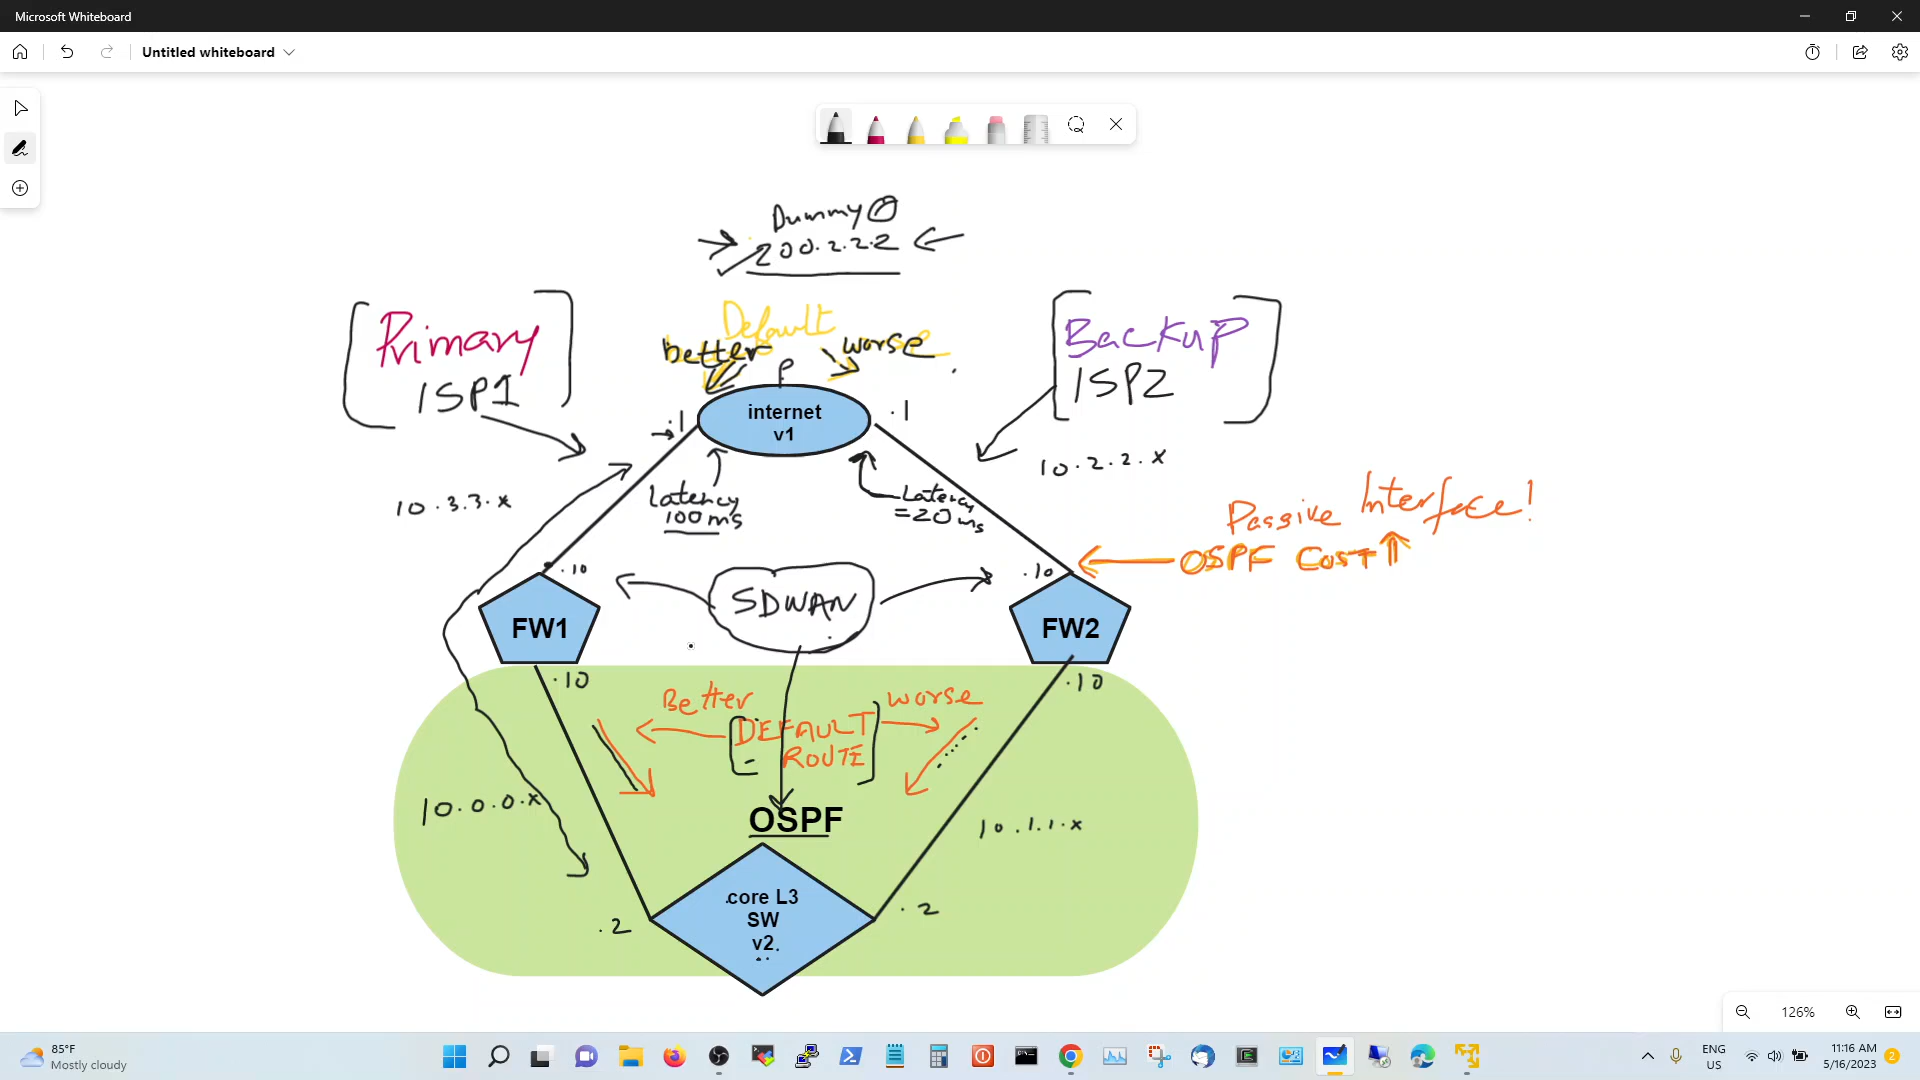 Microsoft Whiteboard
Untitled whiteboard
Dummy
200.2.2.2
Primary
ISP1
Default
better
worse
Backup
ISP2
internet
v1
.1
.1
10.3.3.x
10.2.2.x
latency
100ms
Latency
=20ms
Passive Interface!
OSPF Cost
.10
.10
SDWAN
FW1
FW2
.10
.10
Better
worse
DEFAULT
ROUTE
10.0.0.x
OSPF
10.1.1.x
core L3
SW
v2.
.2
.2
126%
85°F
Mostly cloudy
ENG
US
11:16 AM
5/16/2023
2